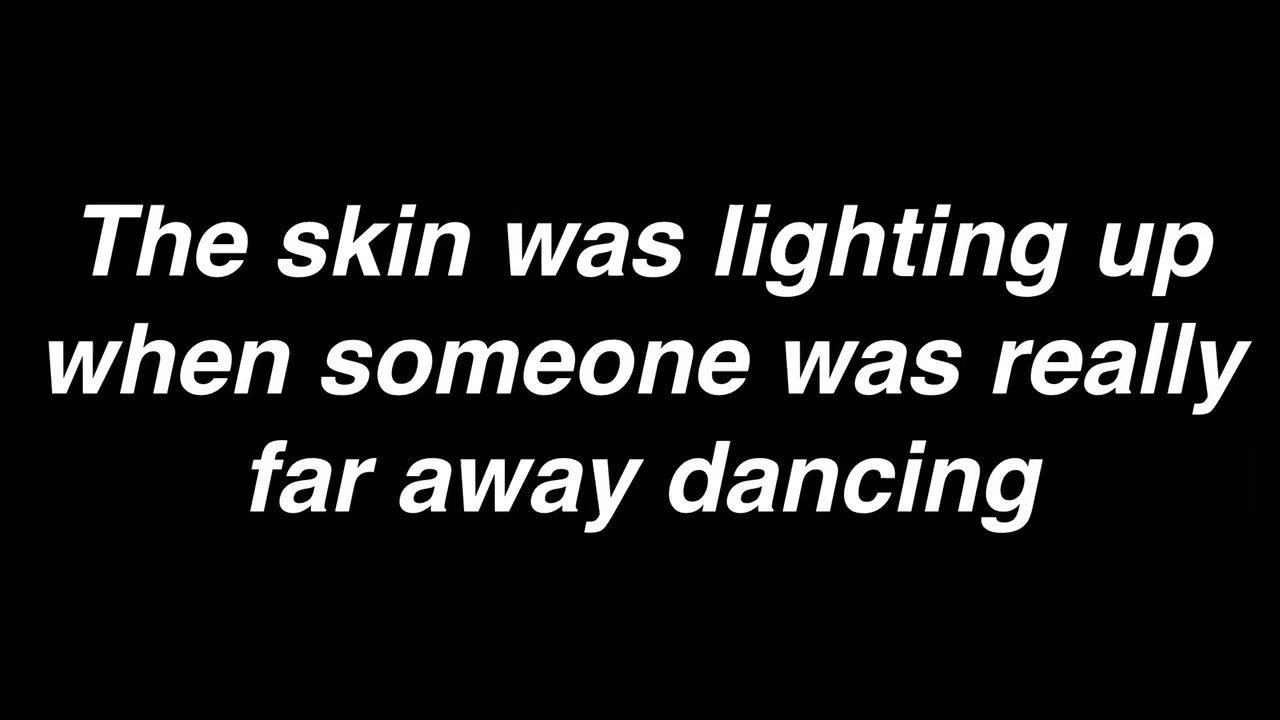 The skin was lighting up
when someone was really
far away dancing